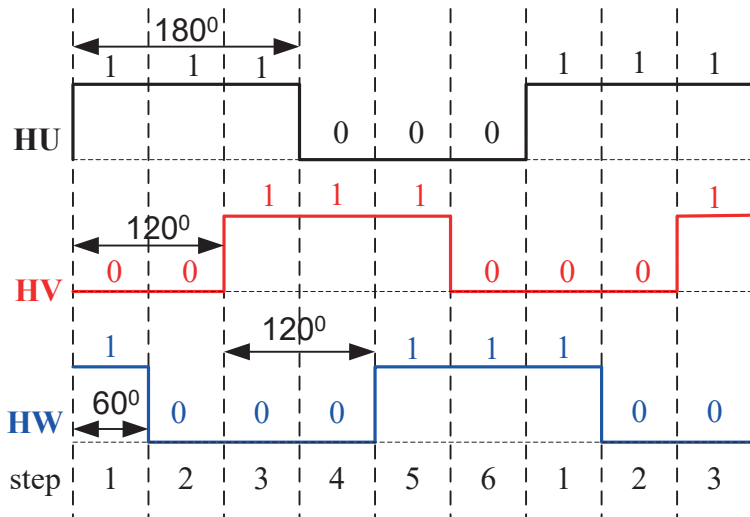 180⁰
1 1 1 1 1 1
HU 0 0 0
1 1 1 1
120⁰
HV 0 0 0 0 0
120⁰
1 1 1 1
60⁰
HW 0 0 0 0 0
step 1 2 3 4 5 6 1 2 3